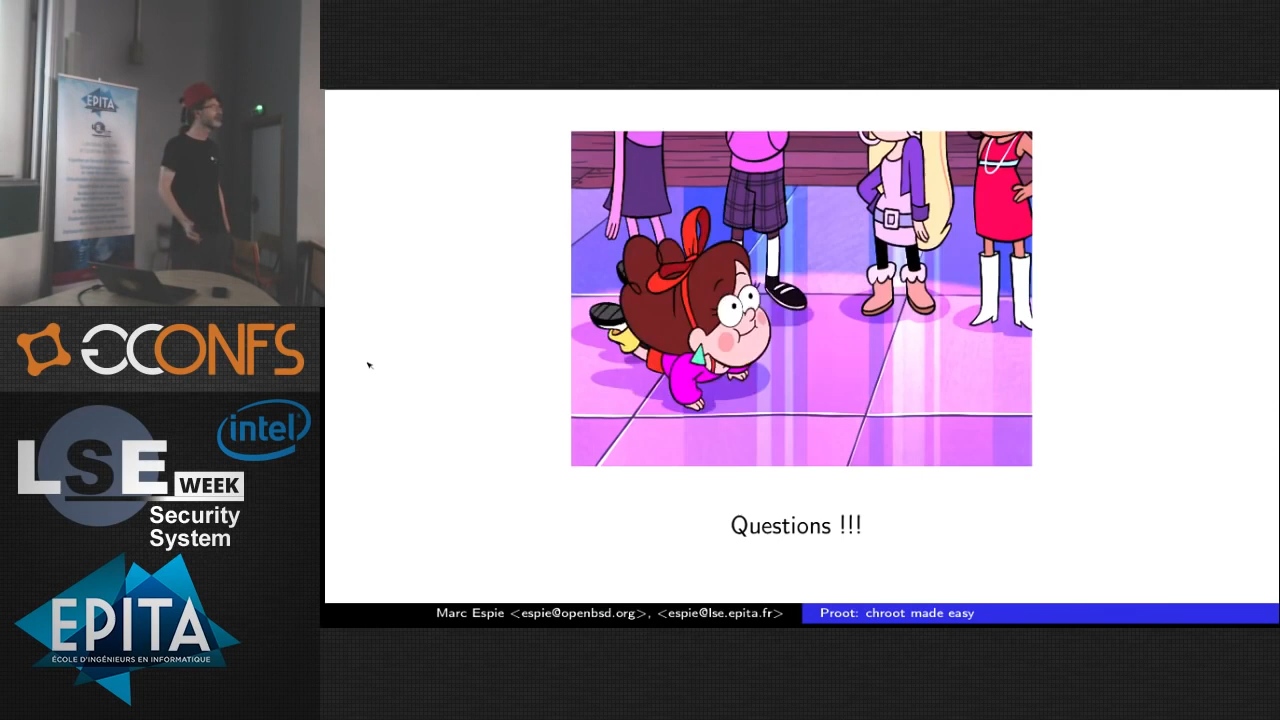 EPITA
GCONFS
intel
LSE
WEEK
Security
System
EPITA
ÉCOLE D'INGÉNIEURS EN INFORMATIQUE
Questions !!!
Marc Espie <espie@openbsd.org>, <espie@lse.epita.fr>
Proot: chroot made easy